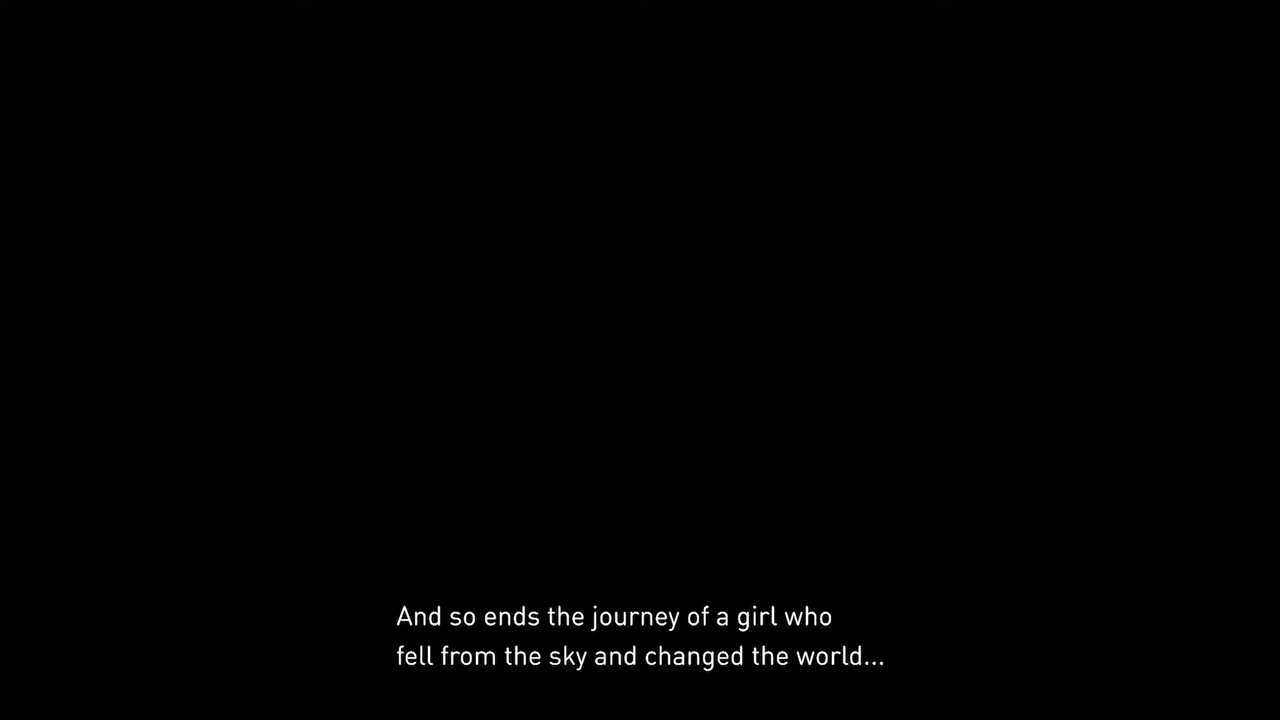 And so ends the journey of a girl who
fell from the sky and changed the world...